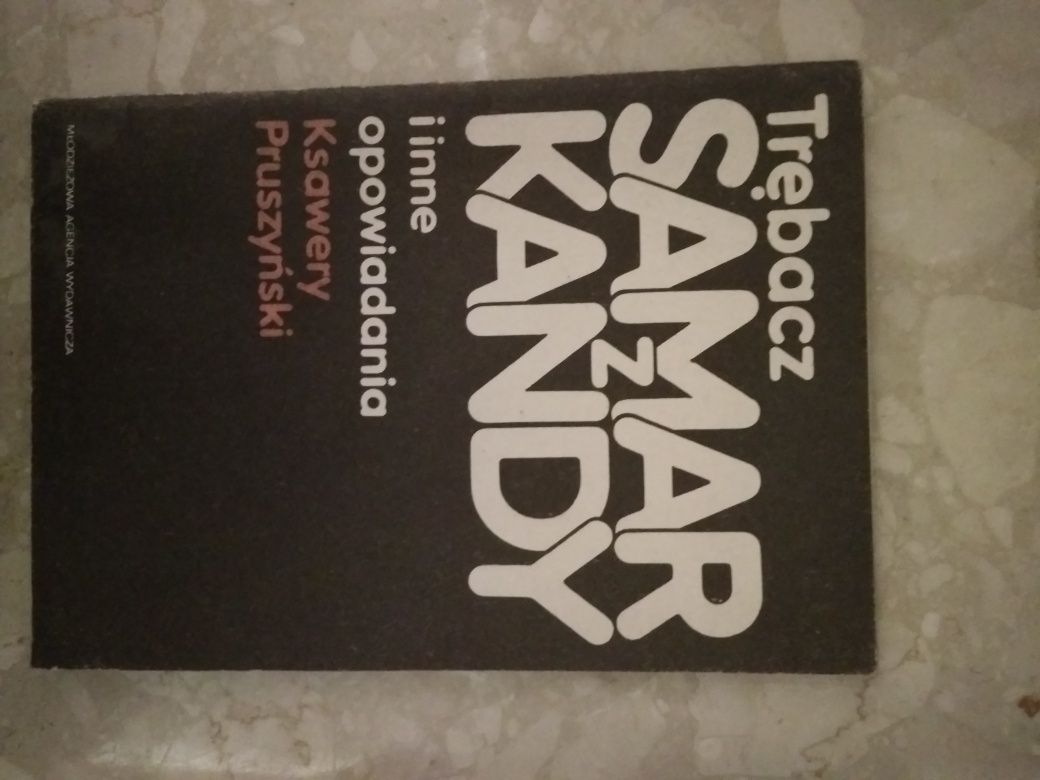 Trębacz
SAMAR
z
KANDY
i inne
opowiadania
Ksawery
Pruszyński
MŁODZIEŻOWA AGENCJA WYDAWNICZA